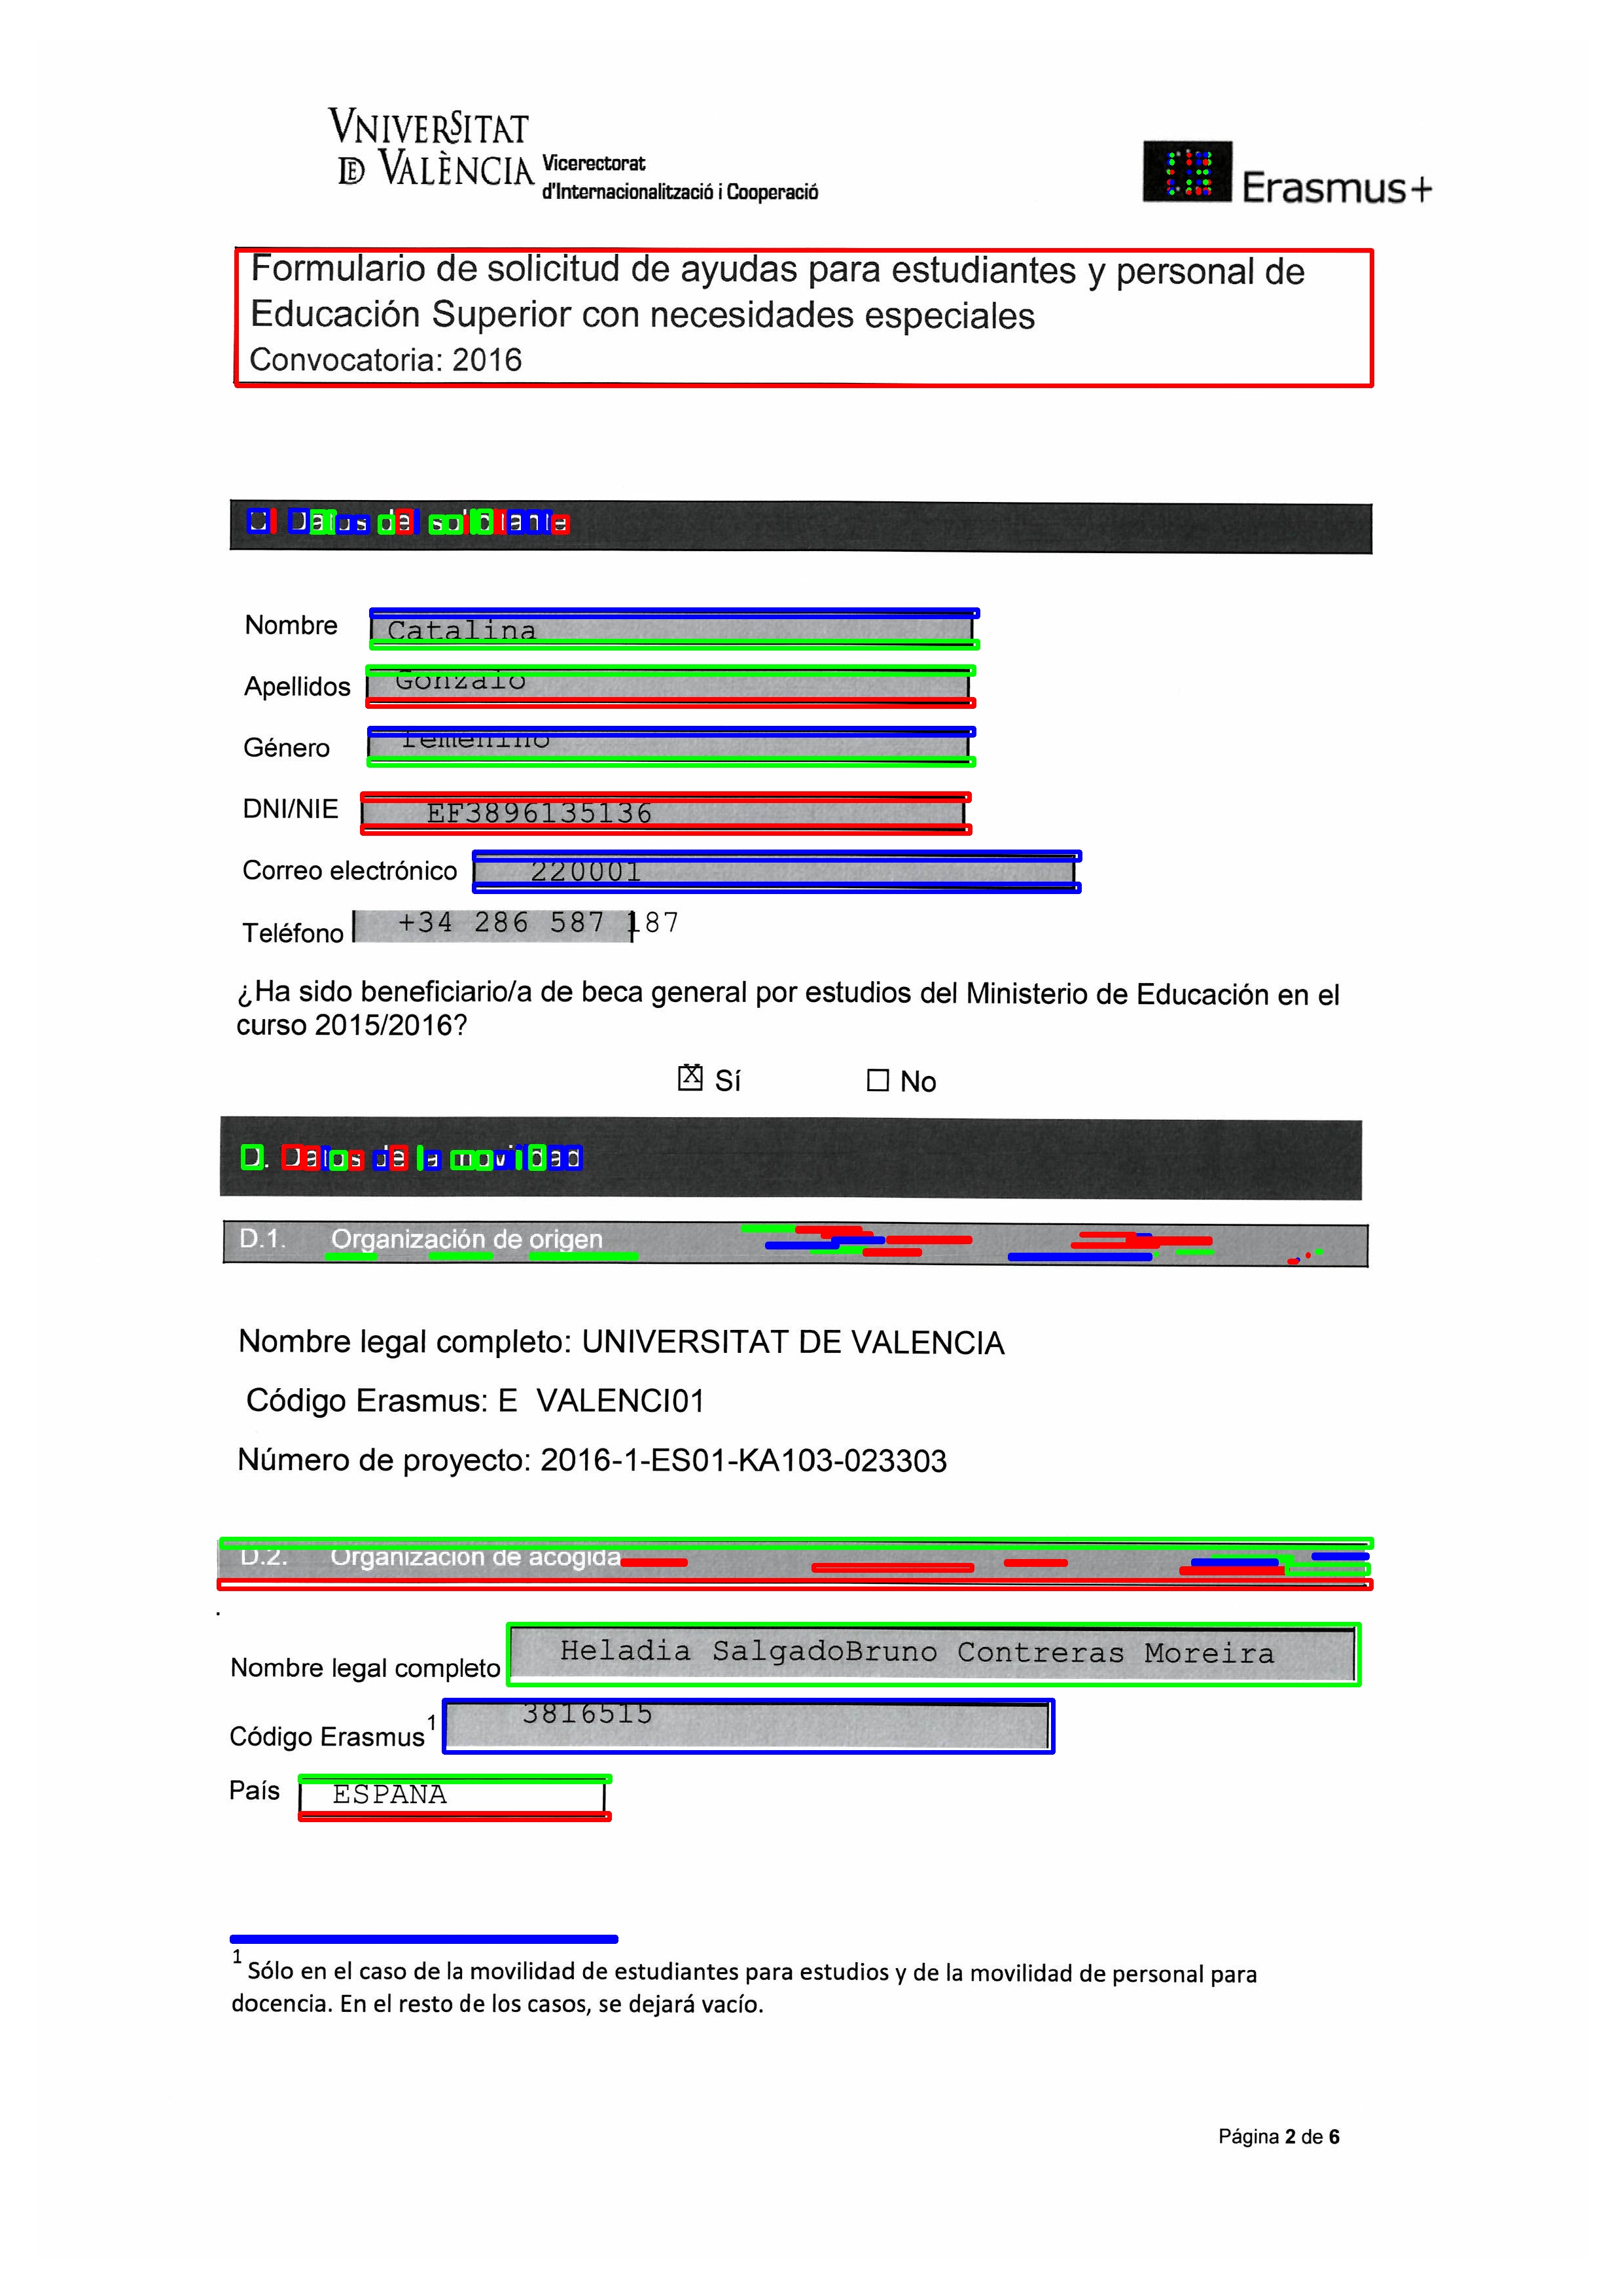 VNIVERSITAT
DE VALÈNCIA
Vicerectorat
d'Internacionalització i Cooperació
Erasmus+
Formulario de solicitud de ayudas para estudiantes y personal de
Educación Superior con necesidades especiales
Convocatoria: 2016
C. Datos del solicitante
Nombre Catalina
Apellidos Gonzalo
Género femenino
DNI/NIE EF3896135136
Correo electrónico 220001
Teléfono +34 286 587 187
¿Ha sido beneficiario/a de beca general por estudios del Ministerio de Educación en el
curso 2015/2016?
X Sí No
D. Datos de la movilidad
D.1. Organización de origen
Nombre legal completo: UNIVERSITAT DE VALENCIA
Código Erasmus: E VALENCI01
Número de proyecto: 2016-1-ES01-KA103-023303
D.2. Organización de acogida
Nombre legal completo Heladia SalgadoBruno Contreras Moreira
Código Erasmus1 3816515
País ESPANA
1 Sólo en el caso de la movilidad de estudiantes para estudios y de la movilidad de personal para
docencia. En el resto de los casos, se dejará vacío.
Página 2 de 6